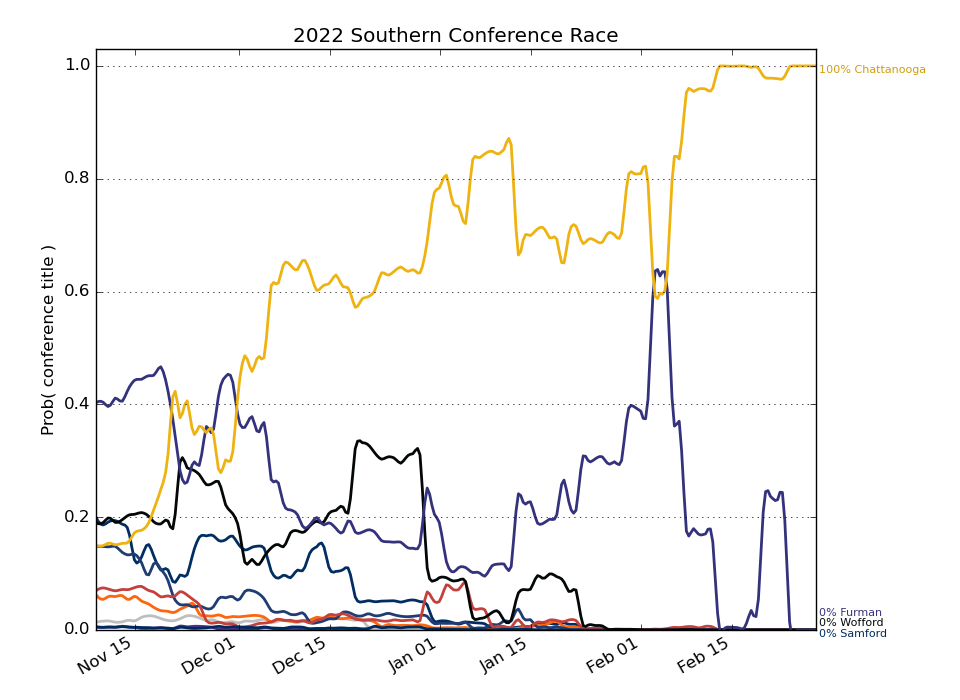 2022 Southern Conference Race
1.0
0.8
0.6
0.4
0.2
0.0
Prob( conference title )
Nov 15
Dec 01
Dec 15
Jan 01
Jan 15
Feb 01
Feb 15
100% Chattanooga
0% Furman
0% Wofford
0% Samford